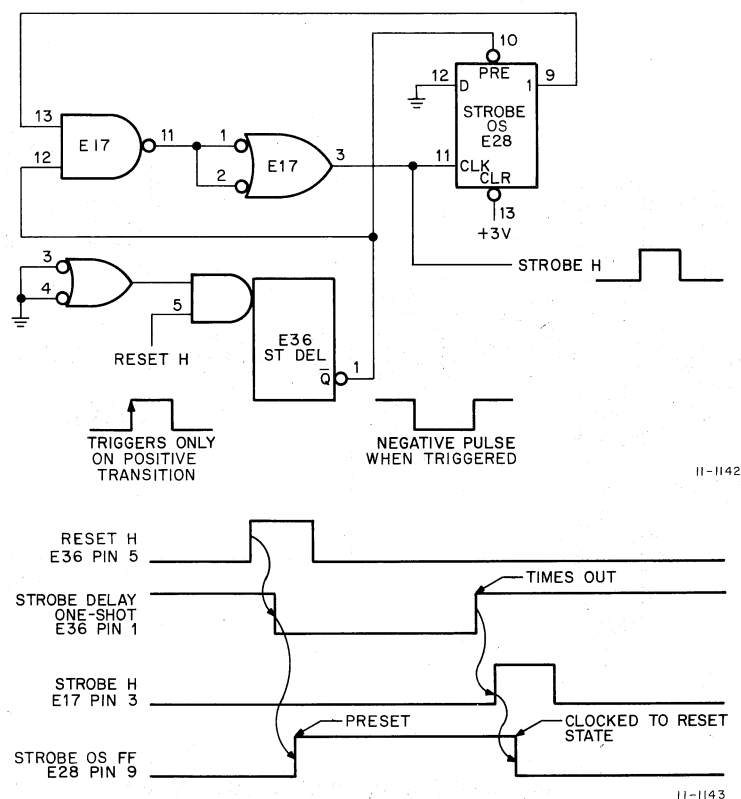 10
12
D
PRE
1
9
STROBE
OS
E28
13
E17
11
1
E17
3
11
CLK
CLR
12
2
13
+3V
STROBE H
3
4
5
RESET H
E36
ST DEL
Q̅
1
TRIGGERS ONLY
ON POSITIVE
TRANSITION
NEGATIVE PULSE
WHEN TRIGGERED
11-1142
RESET H
E36 PIN 5
TIMES OUT
STROBE DELAY
ONE-SHOT
E36 PIN 1
STROBE H
E17 PIN 3
PRESET
CLOCKED TO RESET
STATE
STROBE OS FF
E28 PIN 9
11-1143